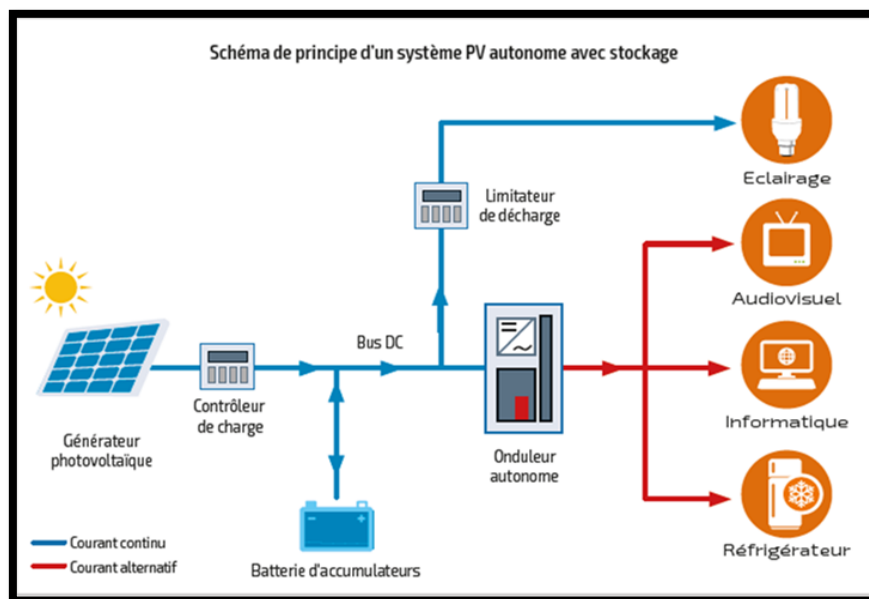 Schéma de principe d'un système PV autonome avec stockage
Eclairage
Limitateur
de décharge
Audiovisuel
Bus DC
Contrôleur
de charge
Informatique
Générateur
photovoltaïque
Onduleur
autonome
Courant continu
Courant alternatif
Batterie d'accumulateurs
Réfrigérateur